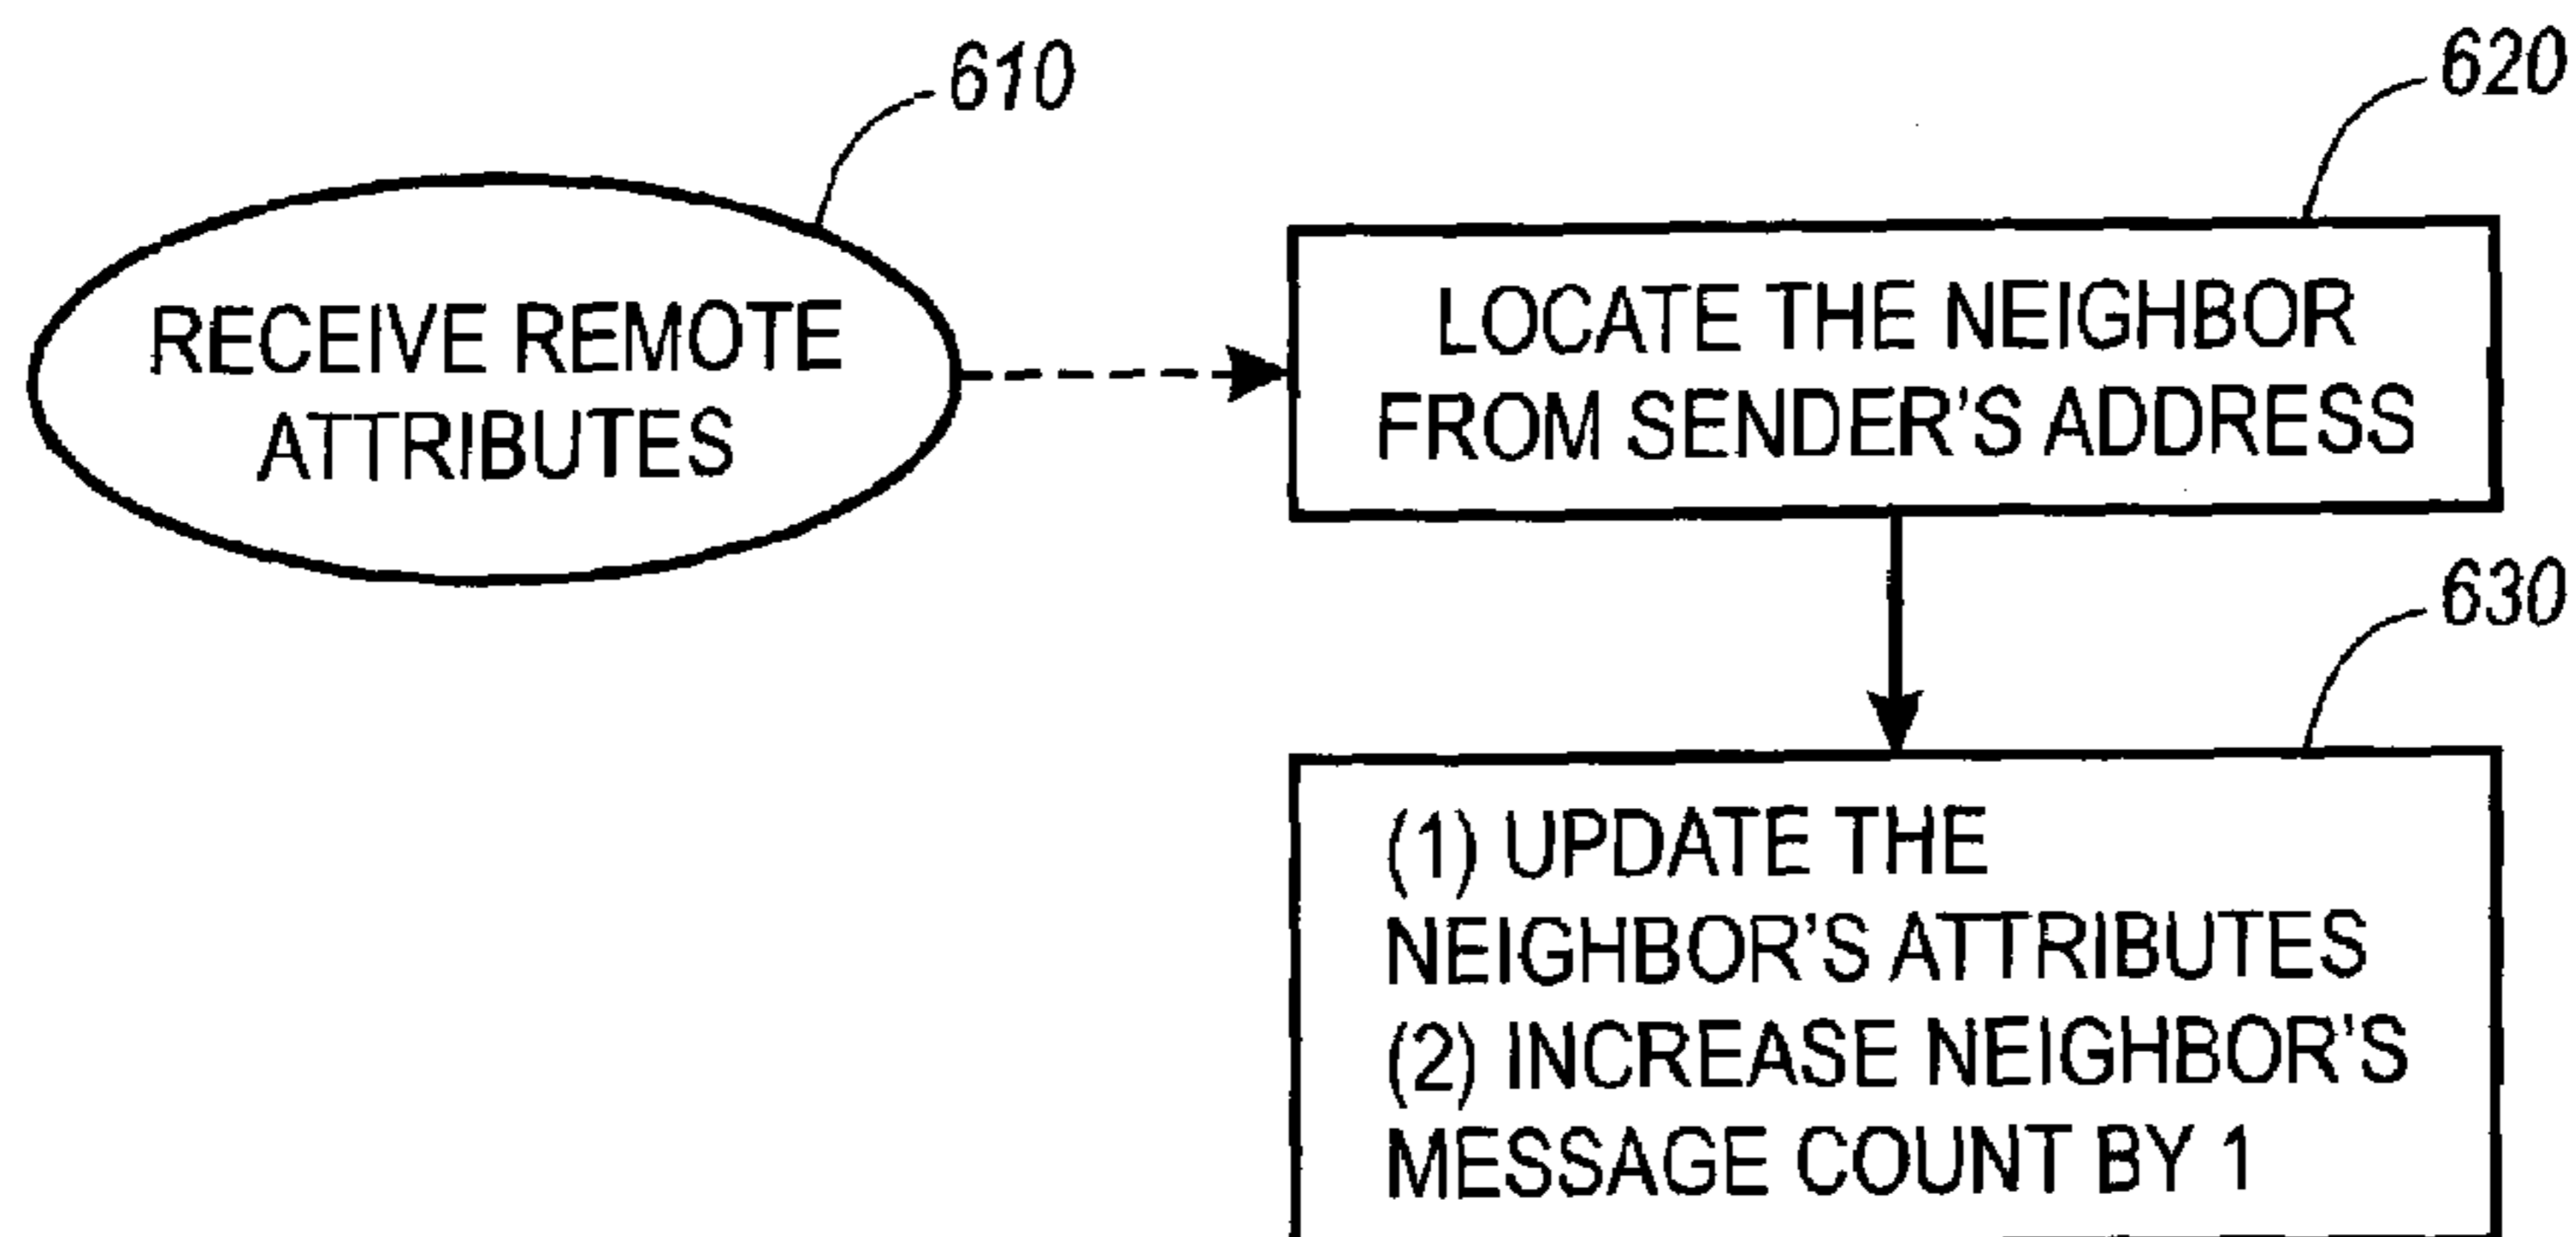 610
RECEIVE REMOTE
ATTRIBUTES
620
LOCATE THE NEIGHBOR
FROM SENDER'S ADDRESS
630
(1) UPDATE THE
NEIGHBOR'S ATTRIBUTES
(2) INCREASE NEIGHBOR'S
MESSAGE COUNT BY 1